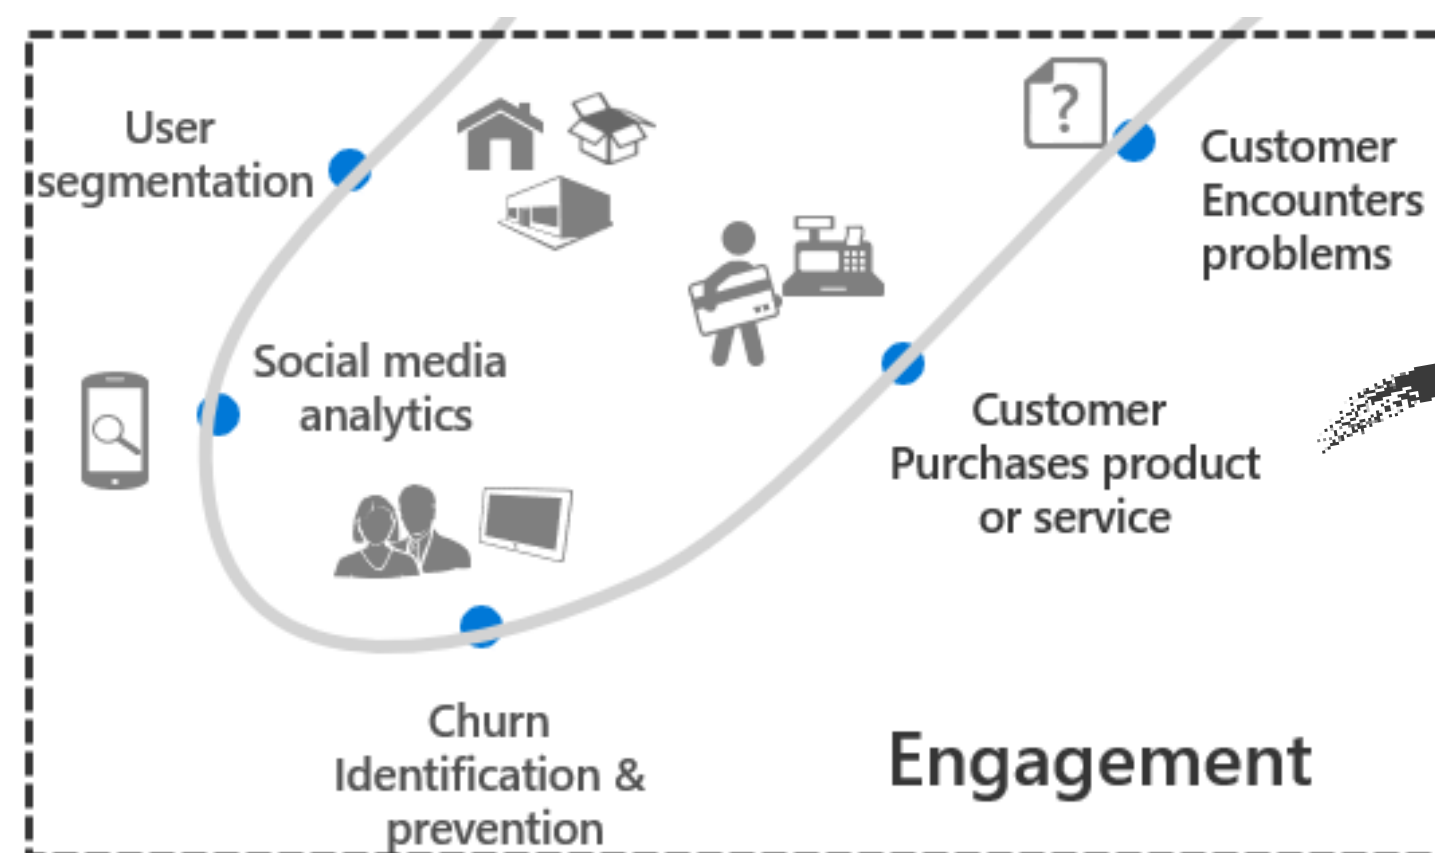 User
segmentation
?
Customer
Encounters
problems
Social media
analytics
Customer
Purchases product
or service
Churn
Identification &
prevention
Engagement